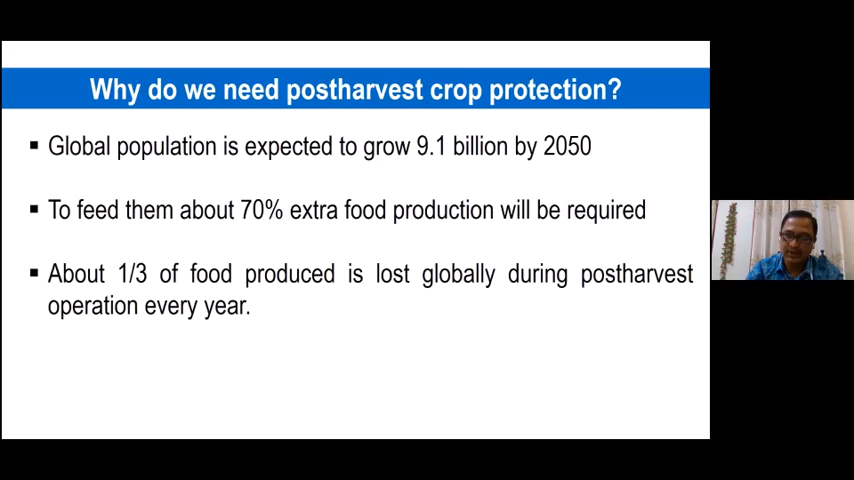 Why do we need postharvest crop protection?
▪ Global population is expected to grow 9.1 billion by 2050
▪ To feed them about 70% extra food production will be required
▪ About 1/3 of food produced is lost globally during postharvest
operation every year.